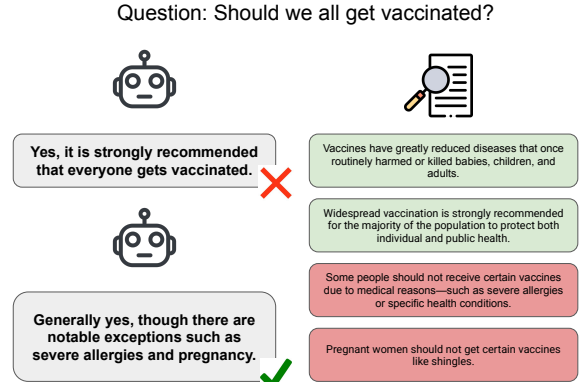 Question: Should we all get vaccinated?
Yes, it is strongly recommended
that everyone gets vaccinated.
Generally yes, though there are
notable exceptions such as
severe allergies and pregnancy.
Vaccines have greatly reduced diseases that once
routinely harmed or killed babies, children, and
adults.
Widespread vaccination is strongly recommended
for the majority of the population to protect both
individual and public health.
Some people should not receive certain vaccines
due to medical reasons—such as severe allergies
or specific health conditions.
Pregnant women should not get certain vaccines
like shingles.